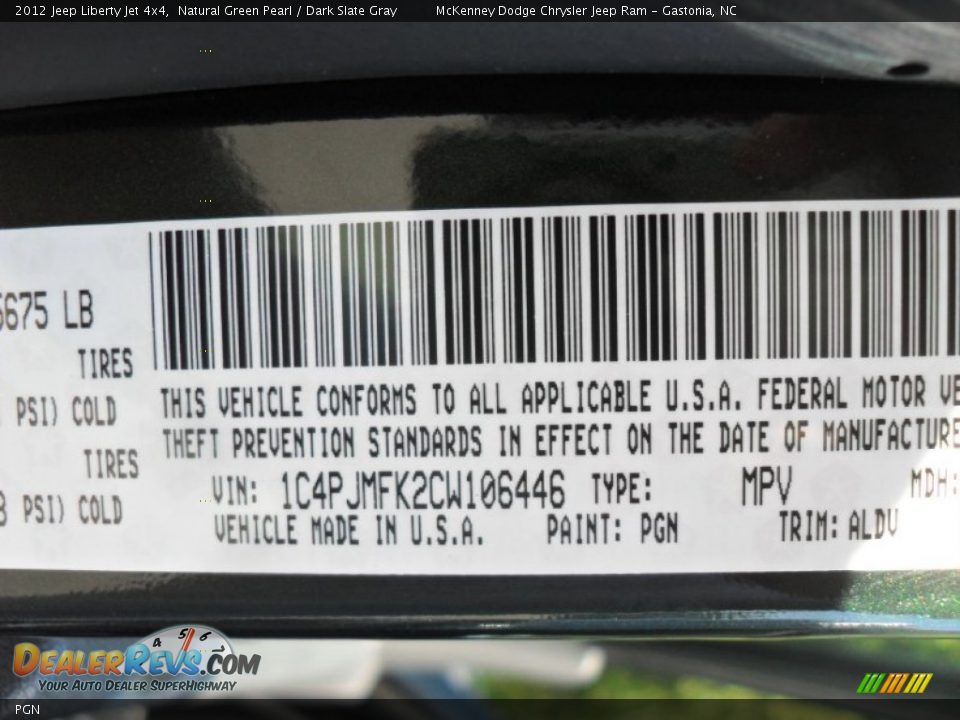 2012 Jeep Liberty Jet 4x4, Natural Green Pearl / Dark Slate Gray McKenney Dodge Chrysler Jeep Ram - Gastonia, NC
5675 LB
TIRES
PSI) COLD
TIRES
PSI) COLD
THIS VEHICLE CONFORMS TO ALL APPLICABLE U.S.A. FEDERAL MOTOR VE
THEFT PREVENTION STANDARDS IN EFFECT ON THE DATE OF MANUFACTURE
VIN: 1C4PJMFK2CW106446 TYPE: MPV MDH:
VEHICLE MADE IN U.S.A. PAINT: PGN TRIM: ALDV
4 5 6
DEALERREVS.COM
YOUR AUTO DEALER SUPERHIGHWAY
PGN